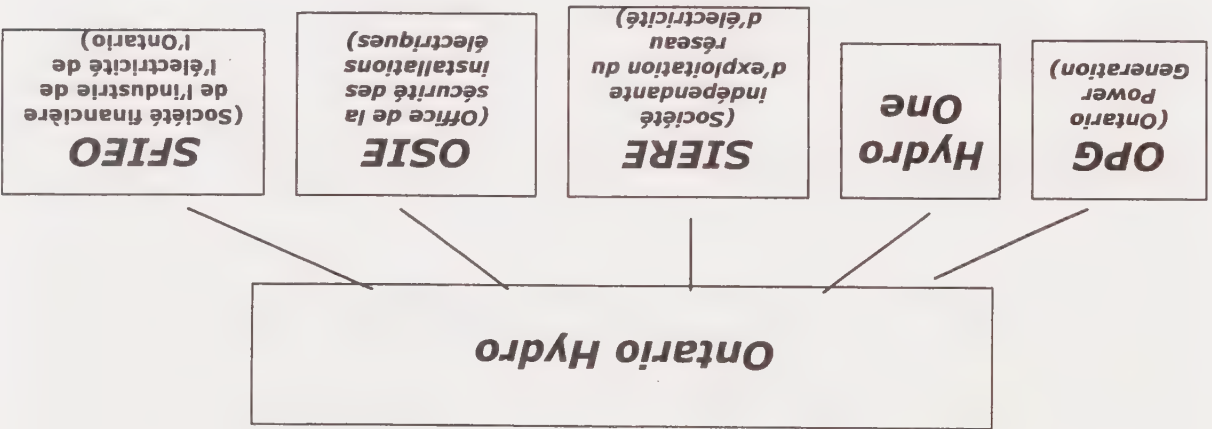 Ontario Hydro
OPG
(Ontario
Power
Generation)
Hydro
One
SIERE
(Société
indépendante
d'exploitation du
réseau
d'électricité)
OSIE
(Office de la
sécurité des
installations
électriques)
SFIEO
(Société financière
de l'industrie de
l'électricité de
l'Ontario)